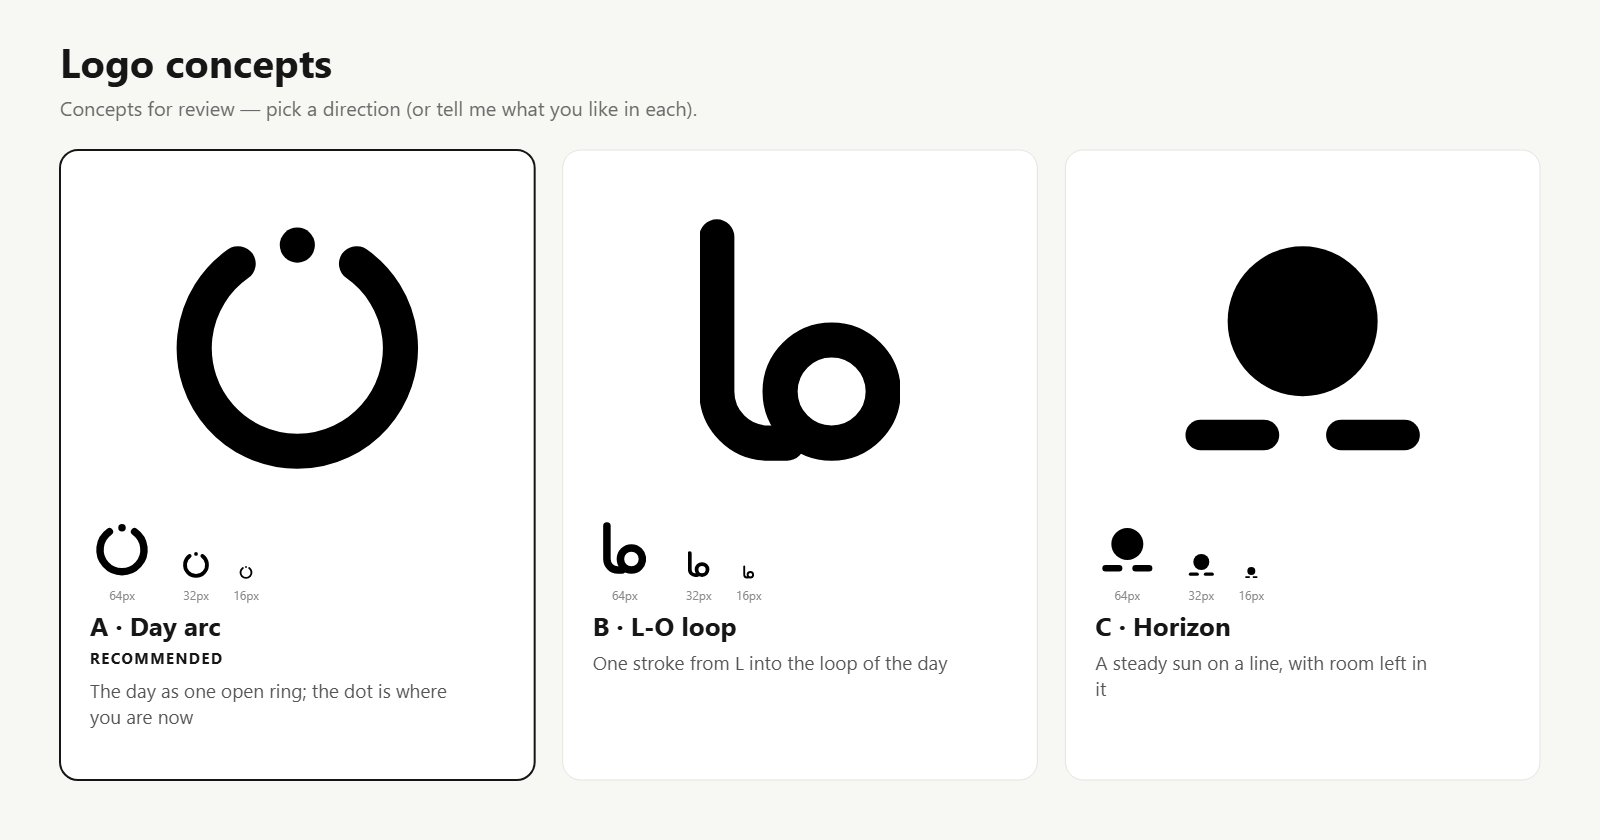 Logo concepts
Concepts for review — pick a direction (or tell me what you like in each).
64px 32px 16px
A · Day arc
RECOMMENDED
The day as one open ring; the dot is where
you are now
64px 32px 16px
B · L-O loop
One stroke from L into the loop of the day
64px 32px 16px
C · Horizon
A steady sun on a line, with room left in
it